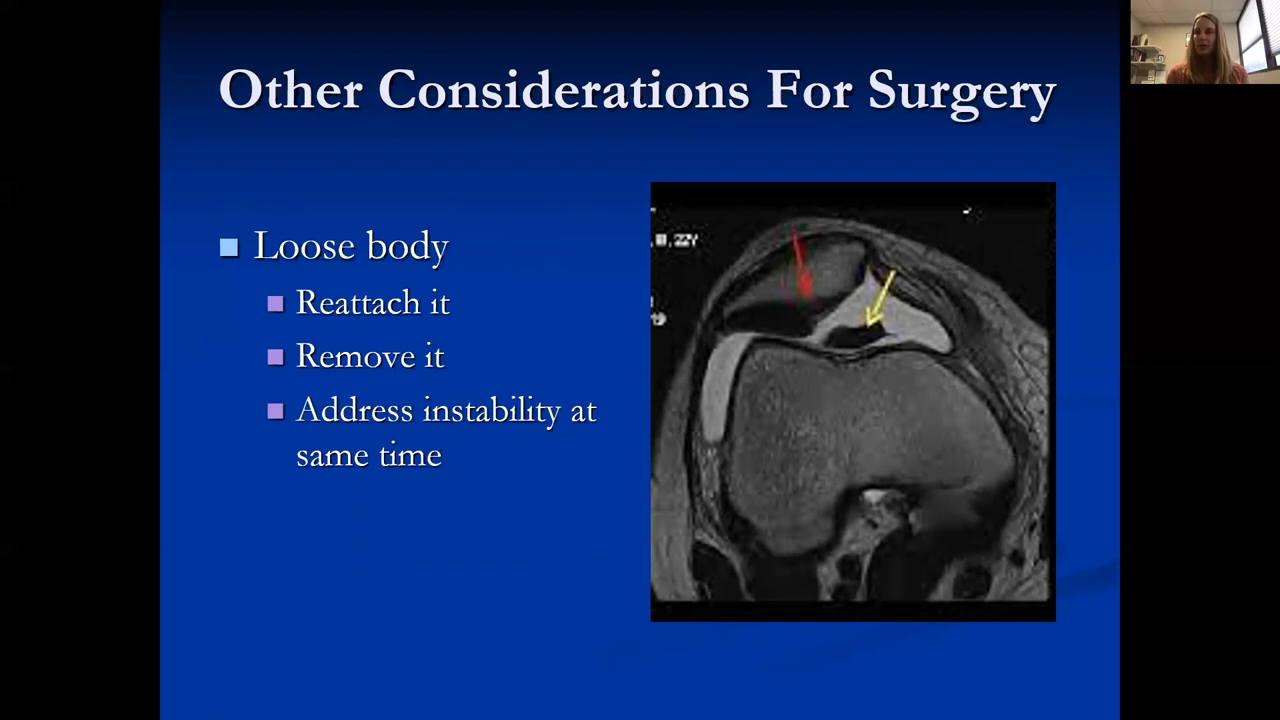 Other Considerations For Surgery
Loose body
Reattach it
Remove it
Address instability at
same time